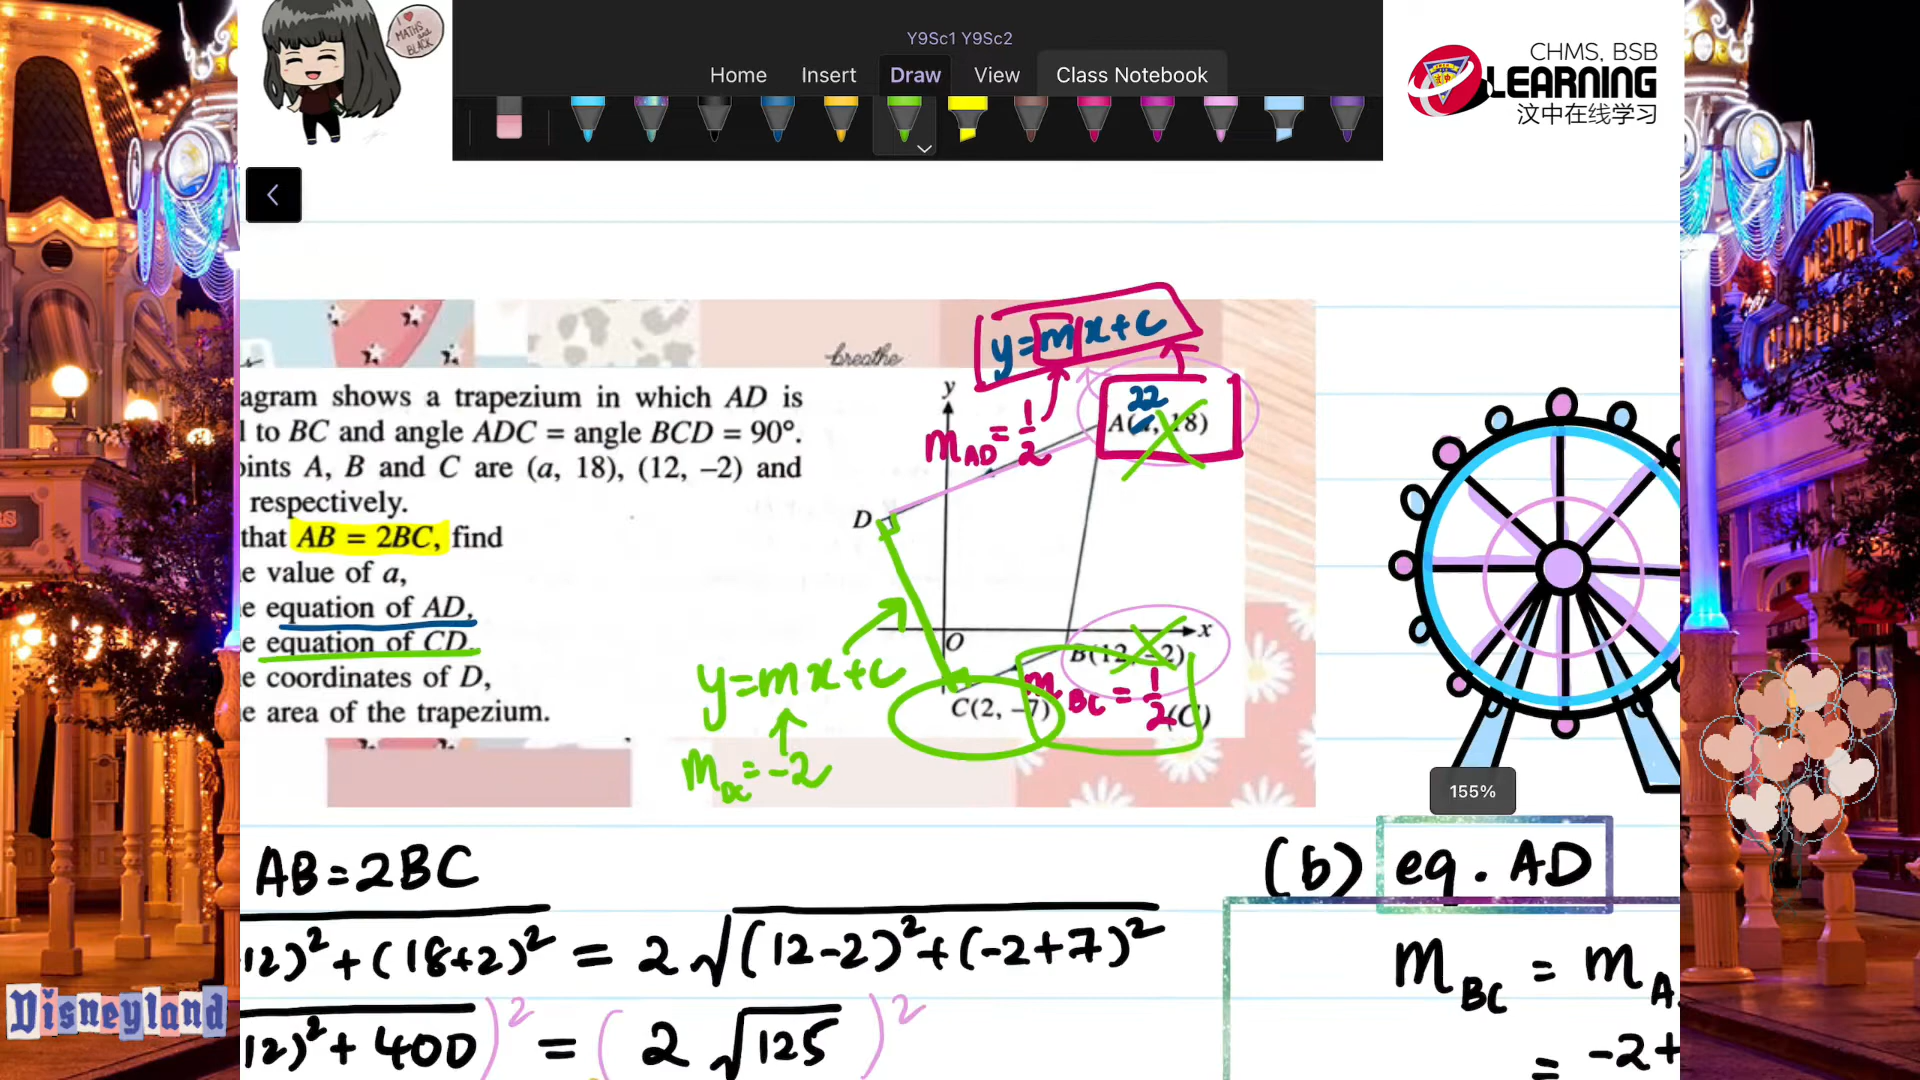 I ♥ MATHS and BLACK
Y9Sc1 Y9Sc2
Home Insert Draw View Class Notebook
CHMS, BSB
LEARNING
汶中在线学习
breathe
agram shows a trapezium in which AD is
l to BC and angle ADC = angle BCD = 90°.
oints A, B and C are (a, 18), (12, –2) and
respectively.
that AB = 2BC, find
e value of a,
e equation of AD,
e equation of CD,
e coordinates of D,
e area of the trapezium.
y=mx+c
y
22
A( , 18)
m_AD = 1/2
D
O
x
B(12, -2)
y=mx+c
C(2, –7)
m_BC = 1/2
(C)
m_DC = -2
155%
AB=2BC
12)²+(18+2)² = 2√(12-2)²+(-2+7)²
12)²+400)² = (2√125)²
(b) eq. AD
m_BC = m_A
= -2+
Disneyland